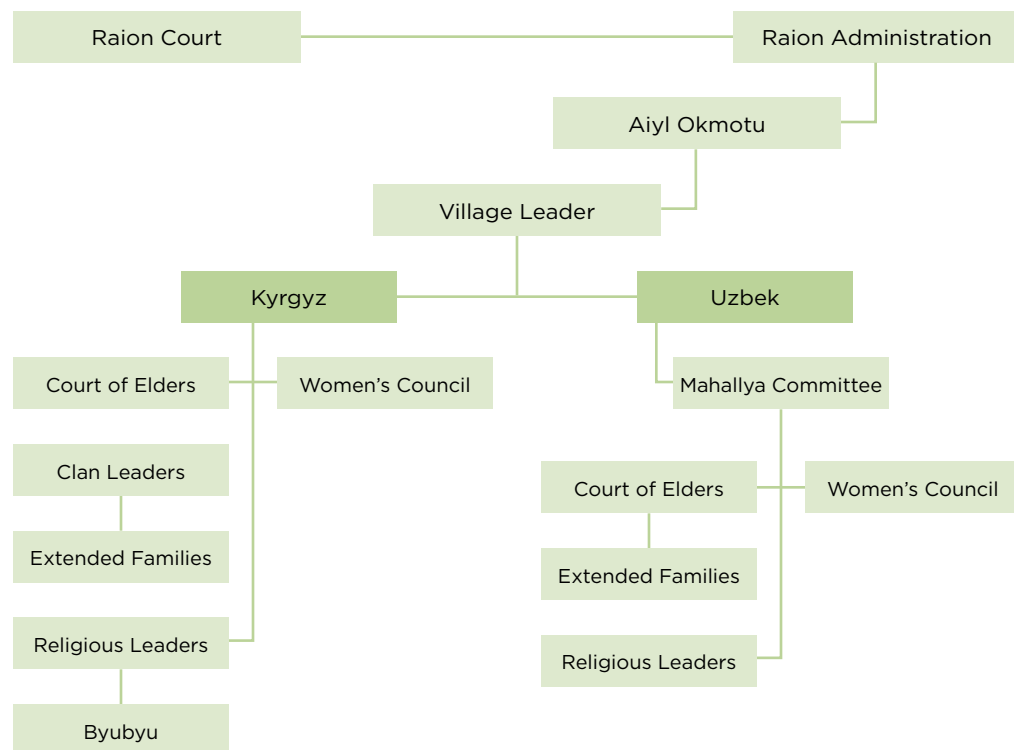 Raion Court
Raion Administration
Aiyl Okmotu
Village Leader
Kyrgyz
Uzbek
Court of Elders
Women's Council
Mahallya Committee
Clan Leaders
Court of Elders
Women's Council
Extended Families
Extended Families
Religious Leaders
Religious Leaders
Byubyu